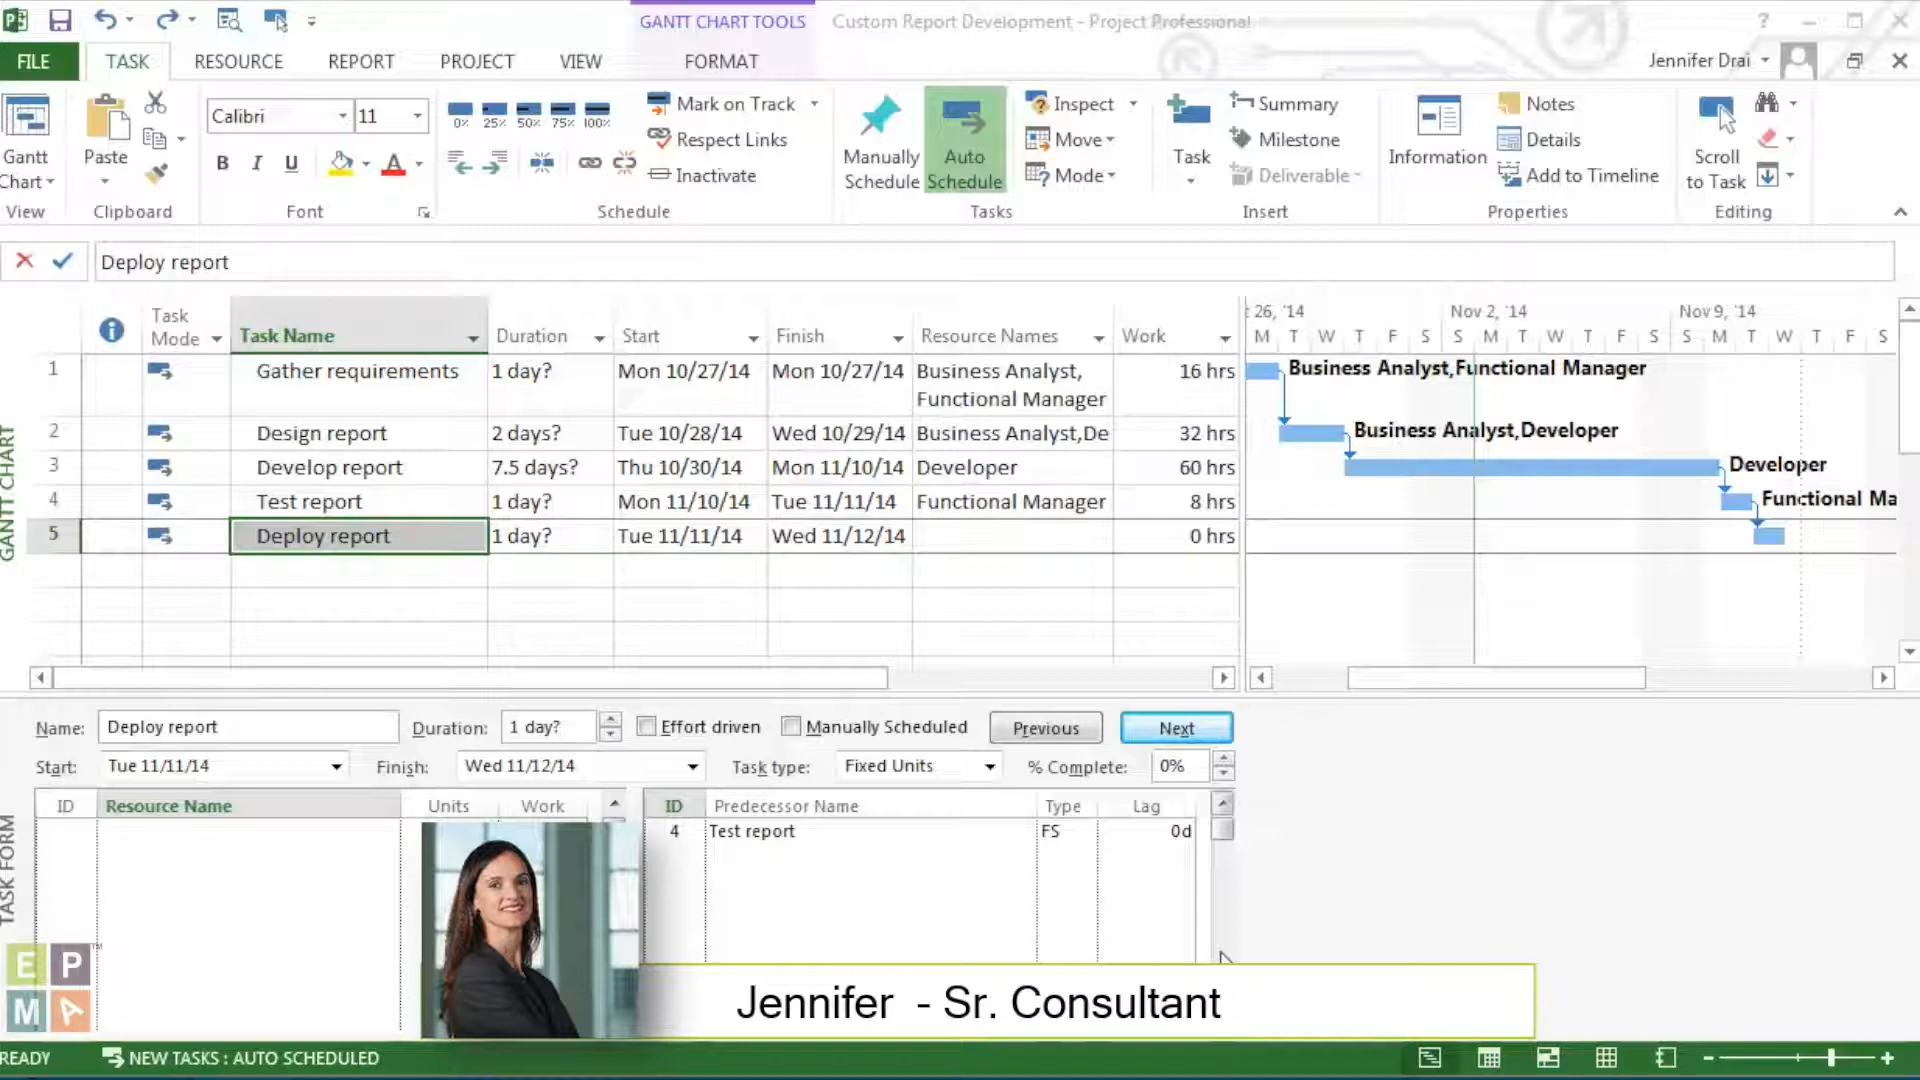 GANTT CHART TOOLS
Custom Report Development - Project Professional
?
FILE
TASK
RESOURCE
REPORT
PROJECT
VIEW
FORMAT
Jennifer Drai
Gantt
Chart
View
Paste
Clipboard
Calibri
11
B I U
A
Font
0% 25% 50% 75% 100%
Mark on Track
Respect Links
Inactivate
Schedule
Manually
Schedule
Auto
Schedule
Inspect
Move
Mode
Tasks
Task
Summary
Milestone
Deliverable
Insert
Information
Notes
Details
Add to Timeline
Properties
Scroll
to Task
Editing
Deploy report
Task
Mode
Task Name
Duration
Start
Finish
Resource Names
Work
26, '14
Nov 2, '14
Nov 9, '14
M T W T F S S M T W T F S S M T W T F S
1 Gather requirements 1 day? Mon 10/27/14 Mon 10/27/14 Business Analyst, 16 hrs
Functional Manager
Business Analyst,Functional Manager
2 Design report 2 days? Tue 10/28/14 Wed 10/29/14 Business Analyst,De 32 hrs
Business Analyst,Developer
3 Develop report 7.5 days? Thu 10/30/14 Mon 11/10/14 Developer 60 hrs
Developer
4 Test report 1 day? Mon 11/10/14 Tue 11/11/14 Functional Manager 8 hrs
Functional Ma
5 Deploy report 1 day? Tue 11/11/14 Wed 11/12/14 0 hrs
GANTT CHART
Name: Deploy report Duration: 1 day? Effort driven Manually Scheduled Previous Next
Start: Tue 11/11/14 Finish: Wed 11/12/14 Task type: Fixed Units % Complete: 0%
ID Resource Name Units Work
ID Predecessor Name Type Lag
4 Test report FS 0d
TASK FORM
E P
M A
TM
Jennifer - Sr. Consultant
READY
NEW TASKS : AUTO SCHEDULED